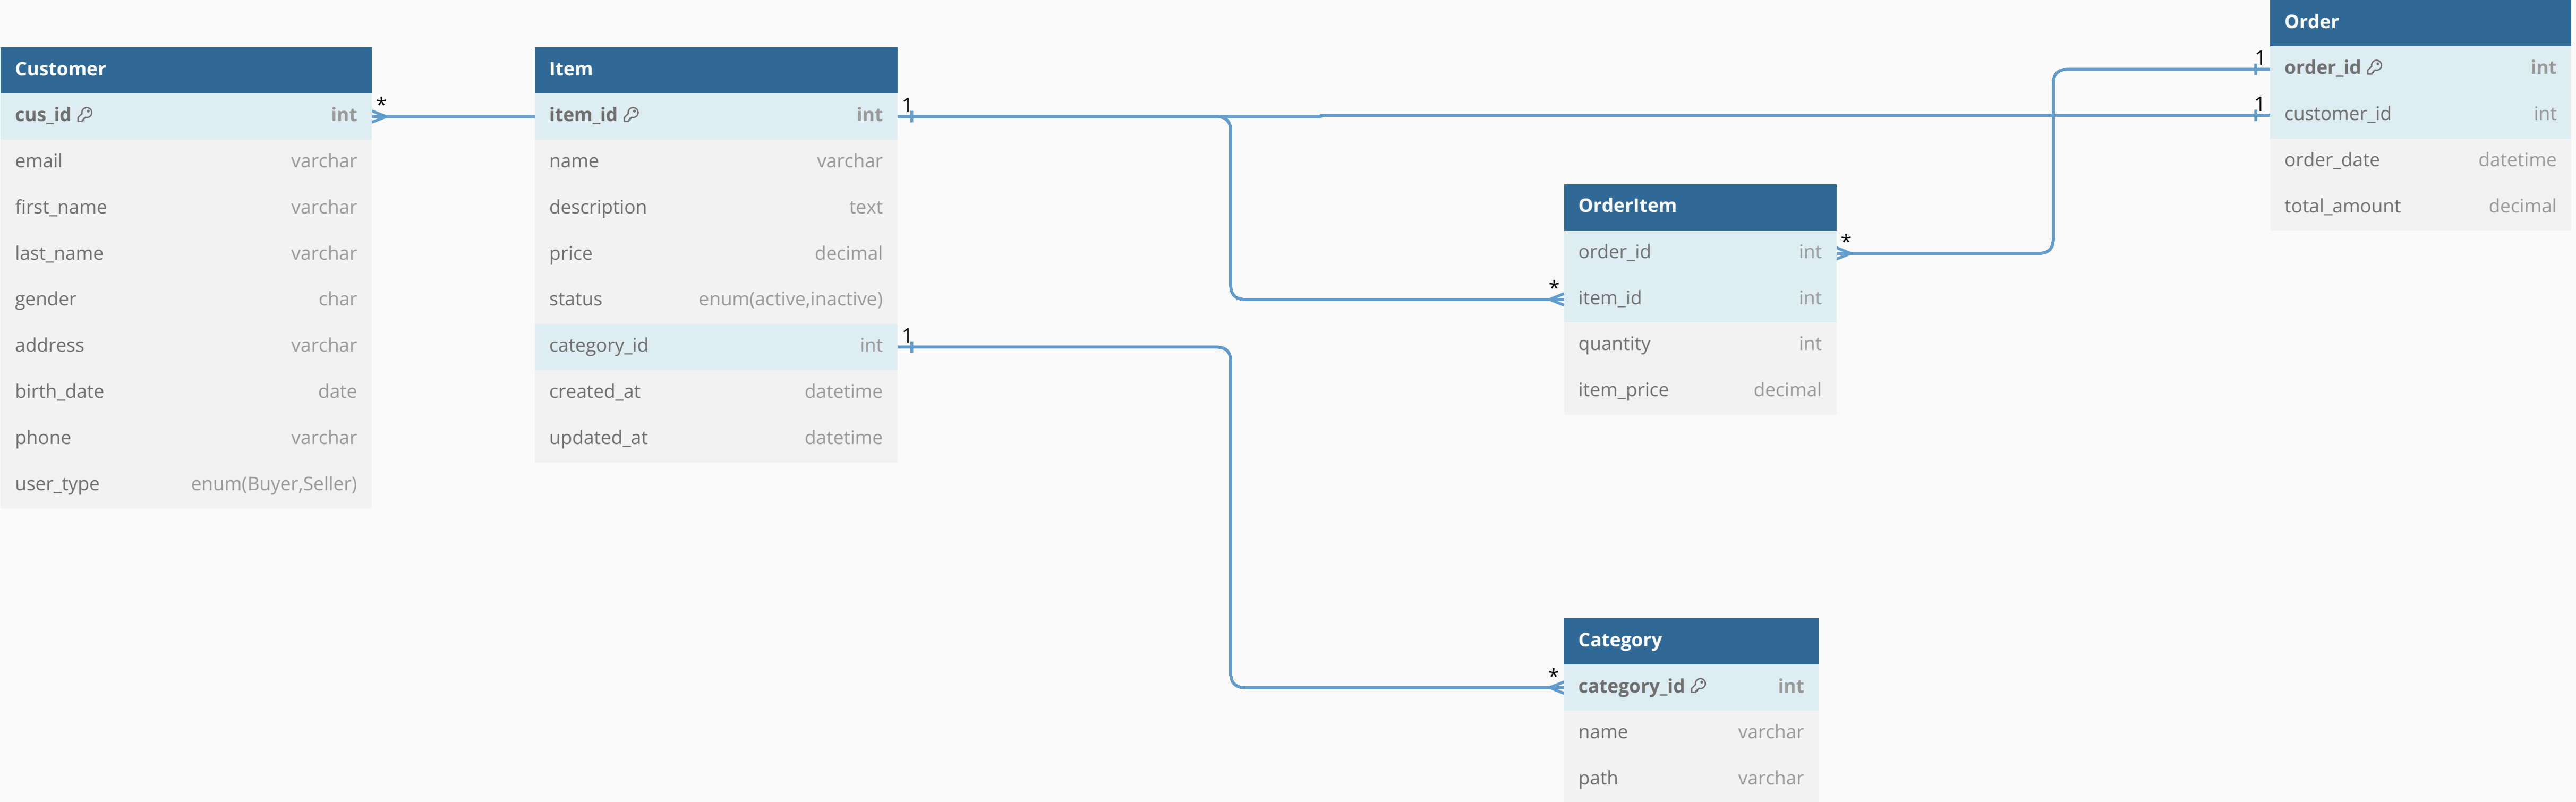 Customer
cus_id int
email varchar
first_name varchar
last_name varchar
gender char
address varchar
birth_date date
phone varchar
user_type enum(Buyer,Seller)
*
Item
item_id int
name varchar
description text
price decimal
status enum(active,inactive)
category_id int
created_at datetime
updated_at datetime
1
1
*
OrderItem
order_id int
item_id int
quantity int
item_price decimal
*
*
Category
category_id int
name varchar
path varchar
1
1
Order
order_id int
customer_id int
order_date datetime
total_amount decimal